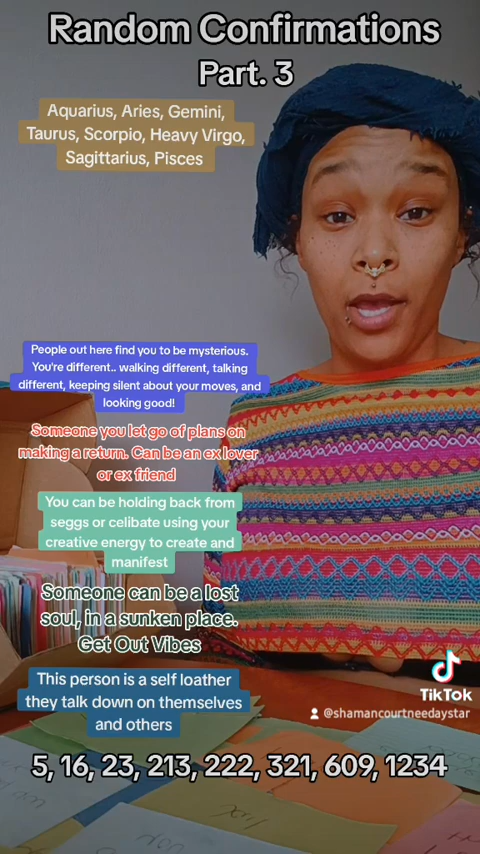 Random Confirmations
Part. 3
Aquarius, Aries, Gemini,
Taurus, Scorpio, Heavy Virgo,
Sagittarius, Pisces
People out here find you to be mysterious.
You're different.. walking different, talking
different, keeping silent about your moves, and
looking good!
Someone you let go of plans on
making a return. Can be an ex lover
or ex friend
You can be holding back from
seggs or celibate using your
creative energy to create and
manifest
Someone can be a lost
soul, in a sunken place.
Get Out Vibes
This person is a self loather
they talk down on themselves
and others
TikTok
@shamancourtneedaystar
5, 16, 23, 213, 222, 321, 609, 1234